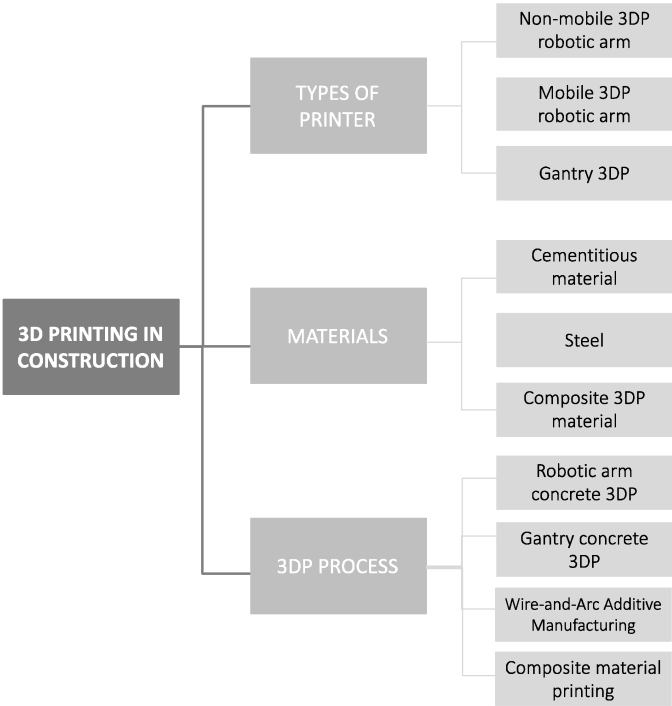 3D PRINTING IN
CONSTRUCTION
TYPES OF
PRINTER
Non-mobile 3DP
robotic arm
Mobile 3DP
robotic arm
Gantry 3DP
MATERIALS
Cementitious
material
Steel
Composite 3DP
material
3DP PROCESS
Robotic arm
concrete 3DP
Gantry concrete
3DP
Wire-and-Arc Additive
Manufacturing
Composite material
printing